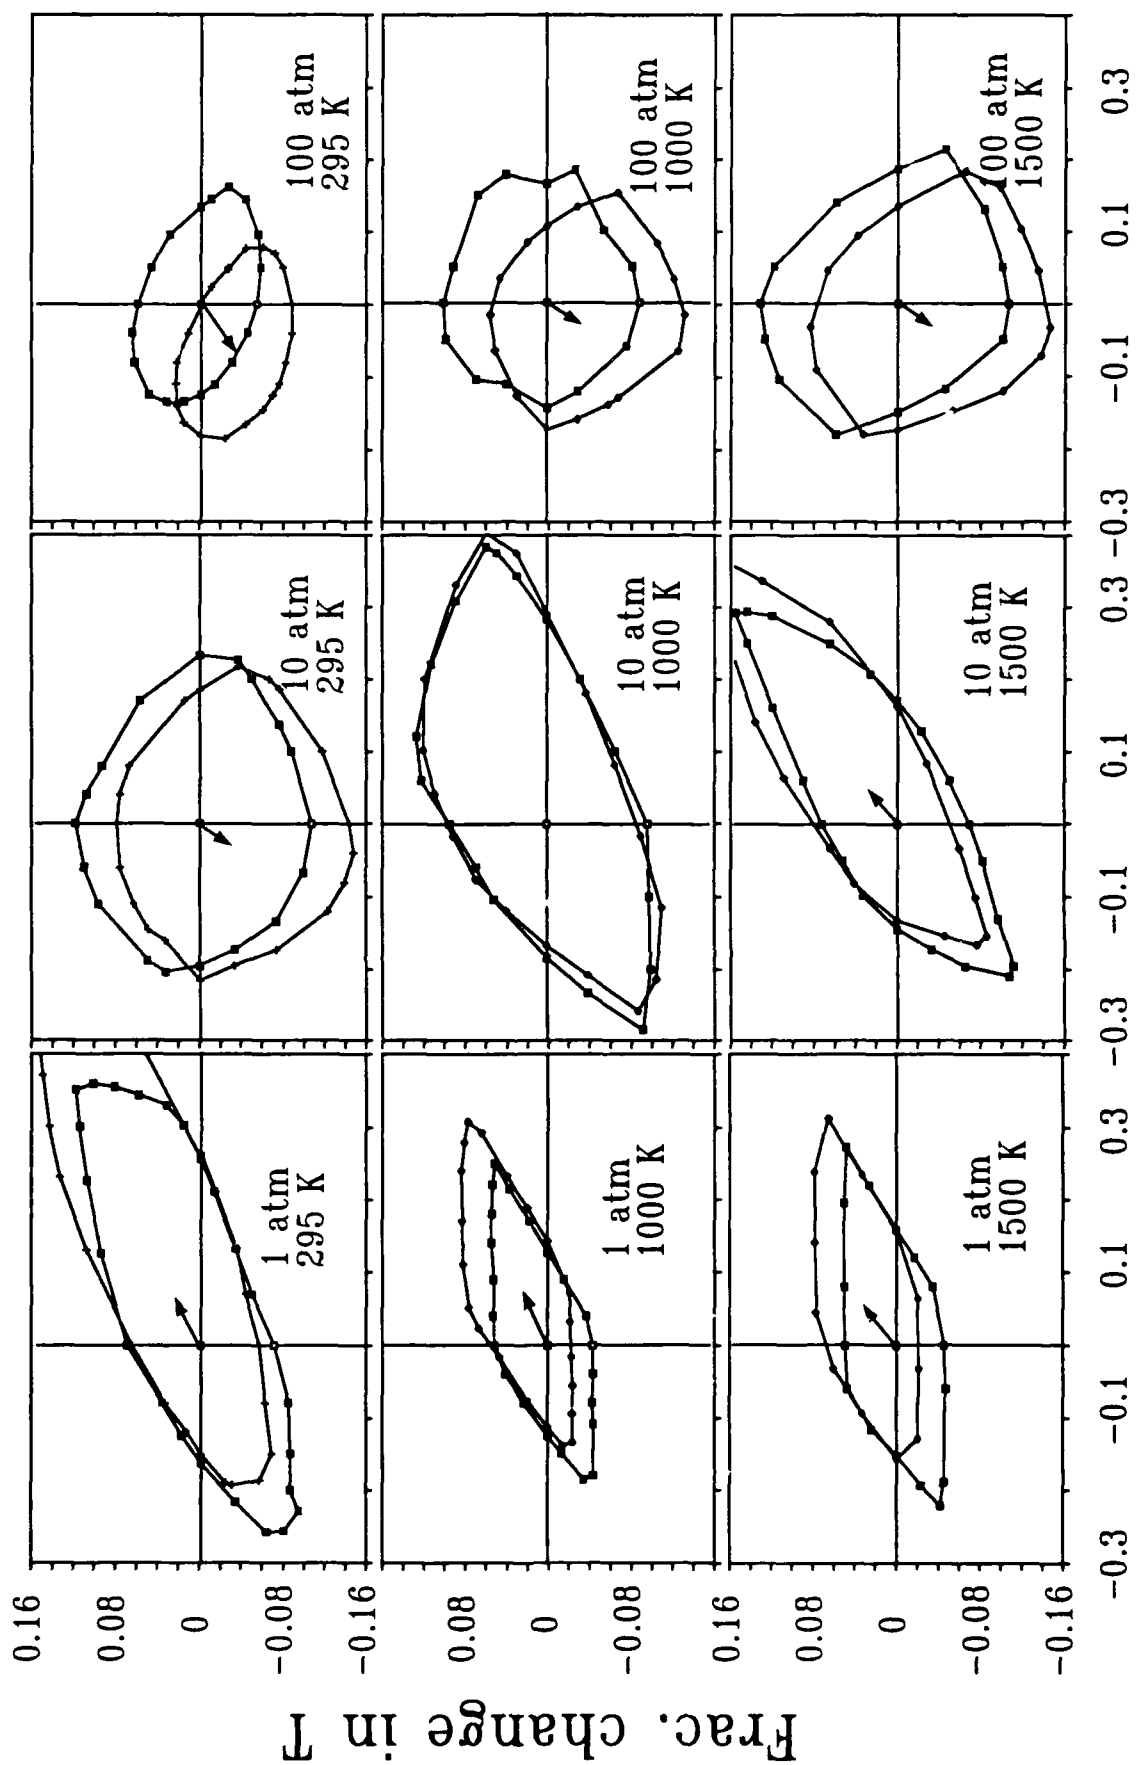 Frac. change in T
0.16
0.08
0
-0.08
-0.16
1 atm
295 K
10 atm
295 K
100 atm
295 K
0.08
0
-0.08
1 atm
1000 K
10 atm
1000 K
100 atm
1000 K
0.16
0.08
0
-0.08
-0.16
1 atm
1500 K
10 atm
1500 K
100 atm
1500 K
-0.3 -0.1 0.1 0.3 -0.3 -0.1 0.1 0.3 -0.3 -0.1 0.1 0.3